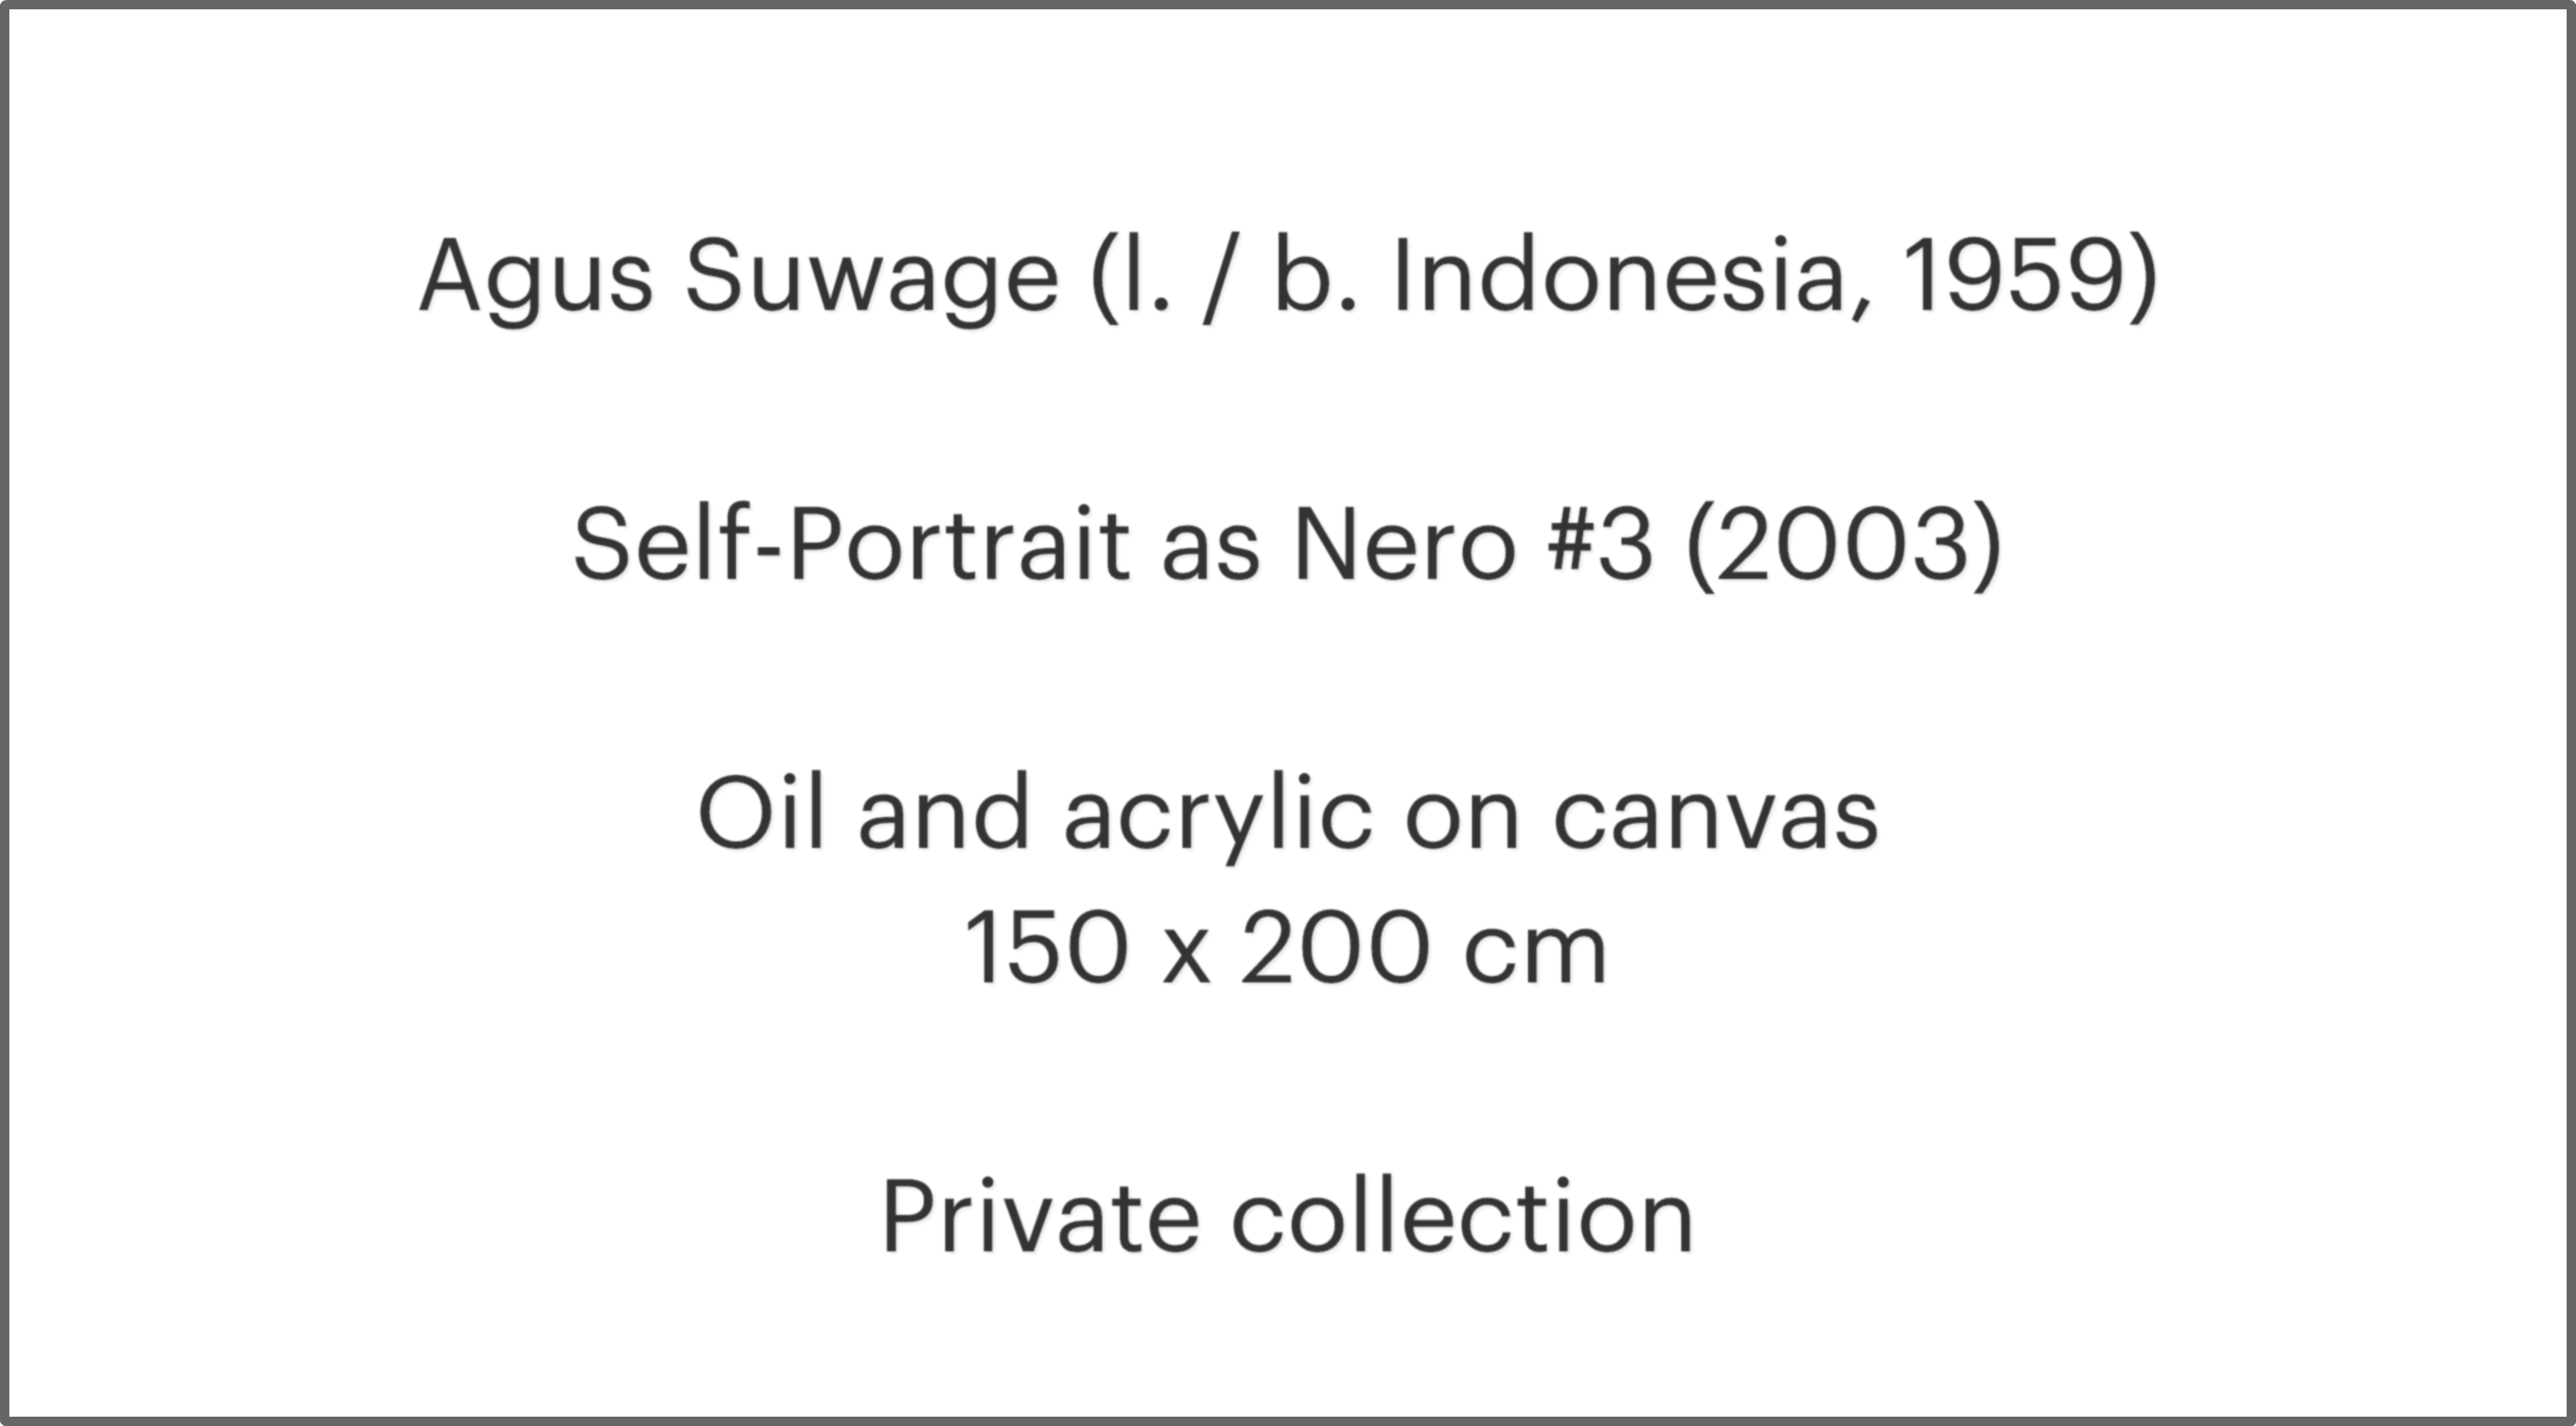 Agus Suwage (l. / b. Indonesia, 1959)
Self-Portrait as Nero #3 (2003)
Oil and acrylic on canvas
150 x 200 cm
Private collection